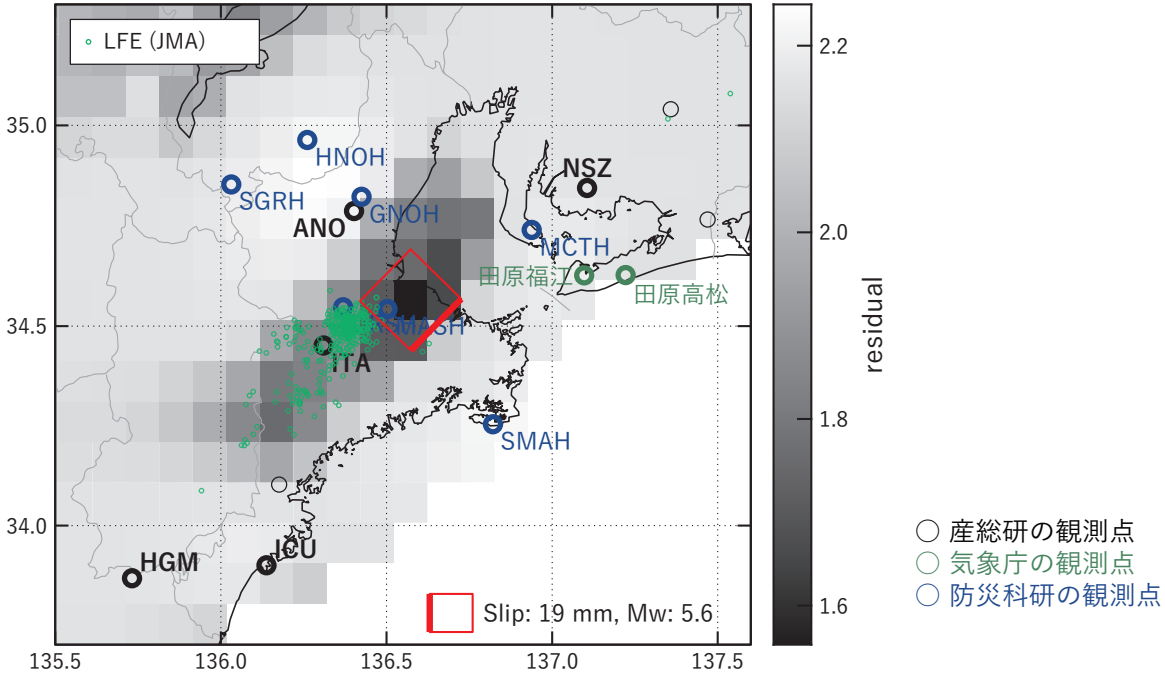 LFE (JMA)
2.2
35.0
HNOH
NSZ
SGRH
GNOH
ANO
2.0
MCTH
田原福江
田原高松
34.5
MASH
residual
ITA
1.8
SMAH
34.0
産総研の観測点
ICU
HGM
気象庁の観測点
防災科研の観測点
Slip: 19 mm, Mw: 5.6
1.6
135.5
136.0
136.5
137.0
137.5